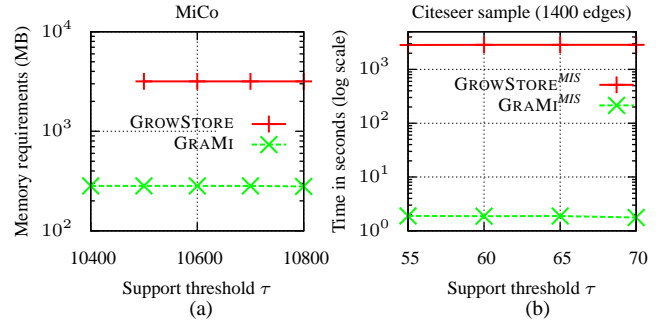 MiCo
Memory requirements (MB)
10^4
10^3
10^2
GROWSTORE
GRAMI
10400 10600 10800
Support threshold τ
(a)
Citeseer sample (1400 edges)
Time in seconds (log scale)
10^3
10^2
10^1
10^0
GROWSTORE^MIS
GRAMI^MIS
55 60 65 70
Support threshold τ
(b)